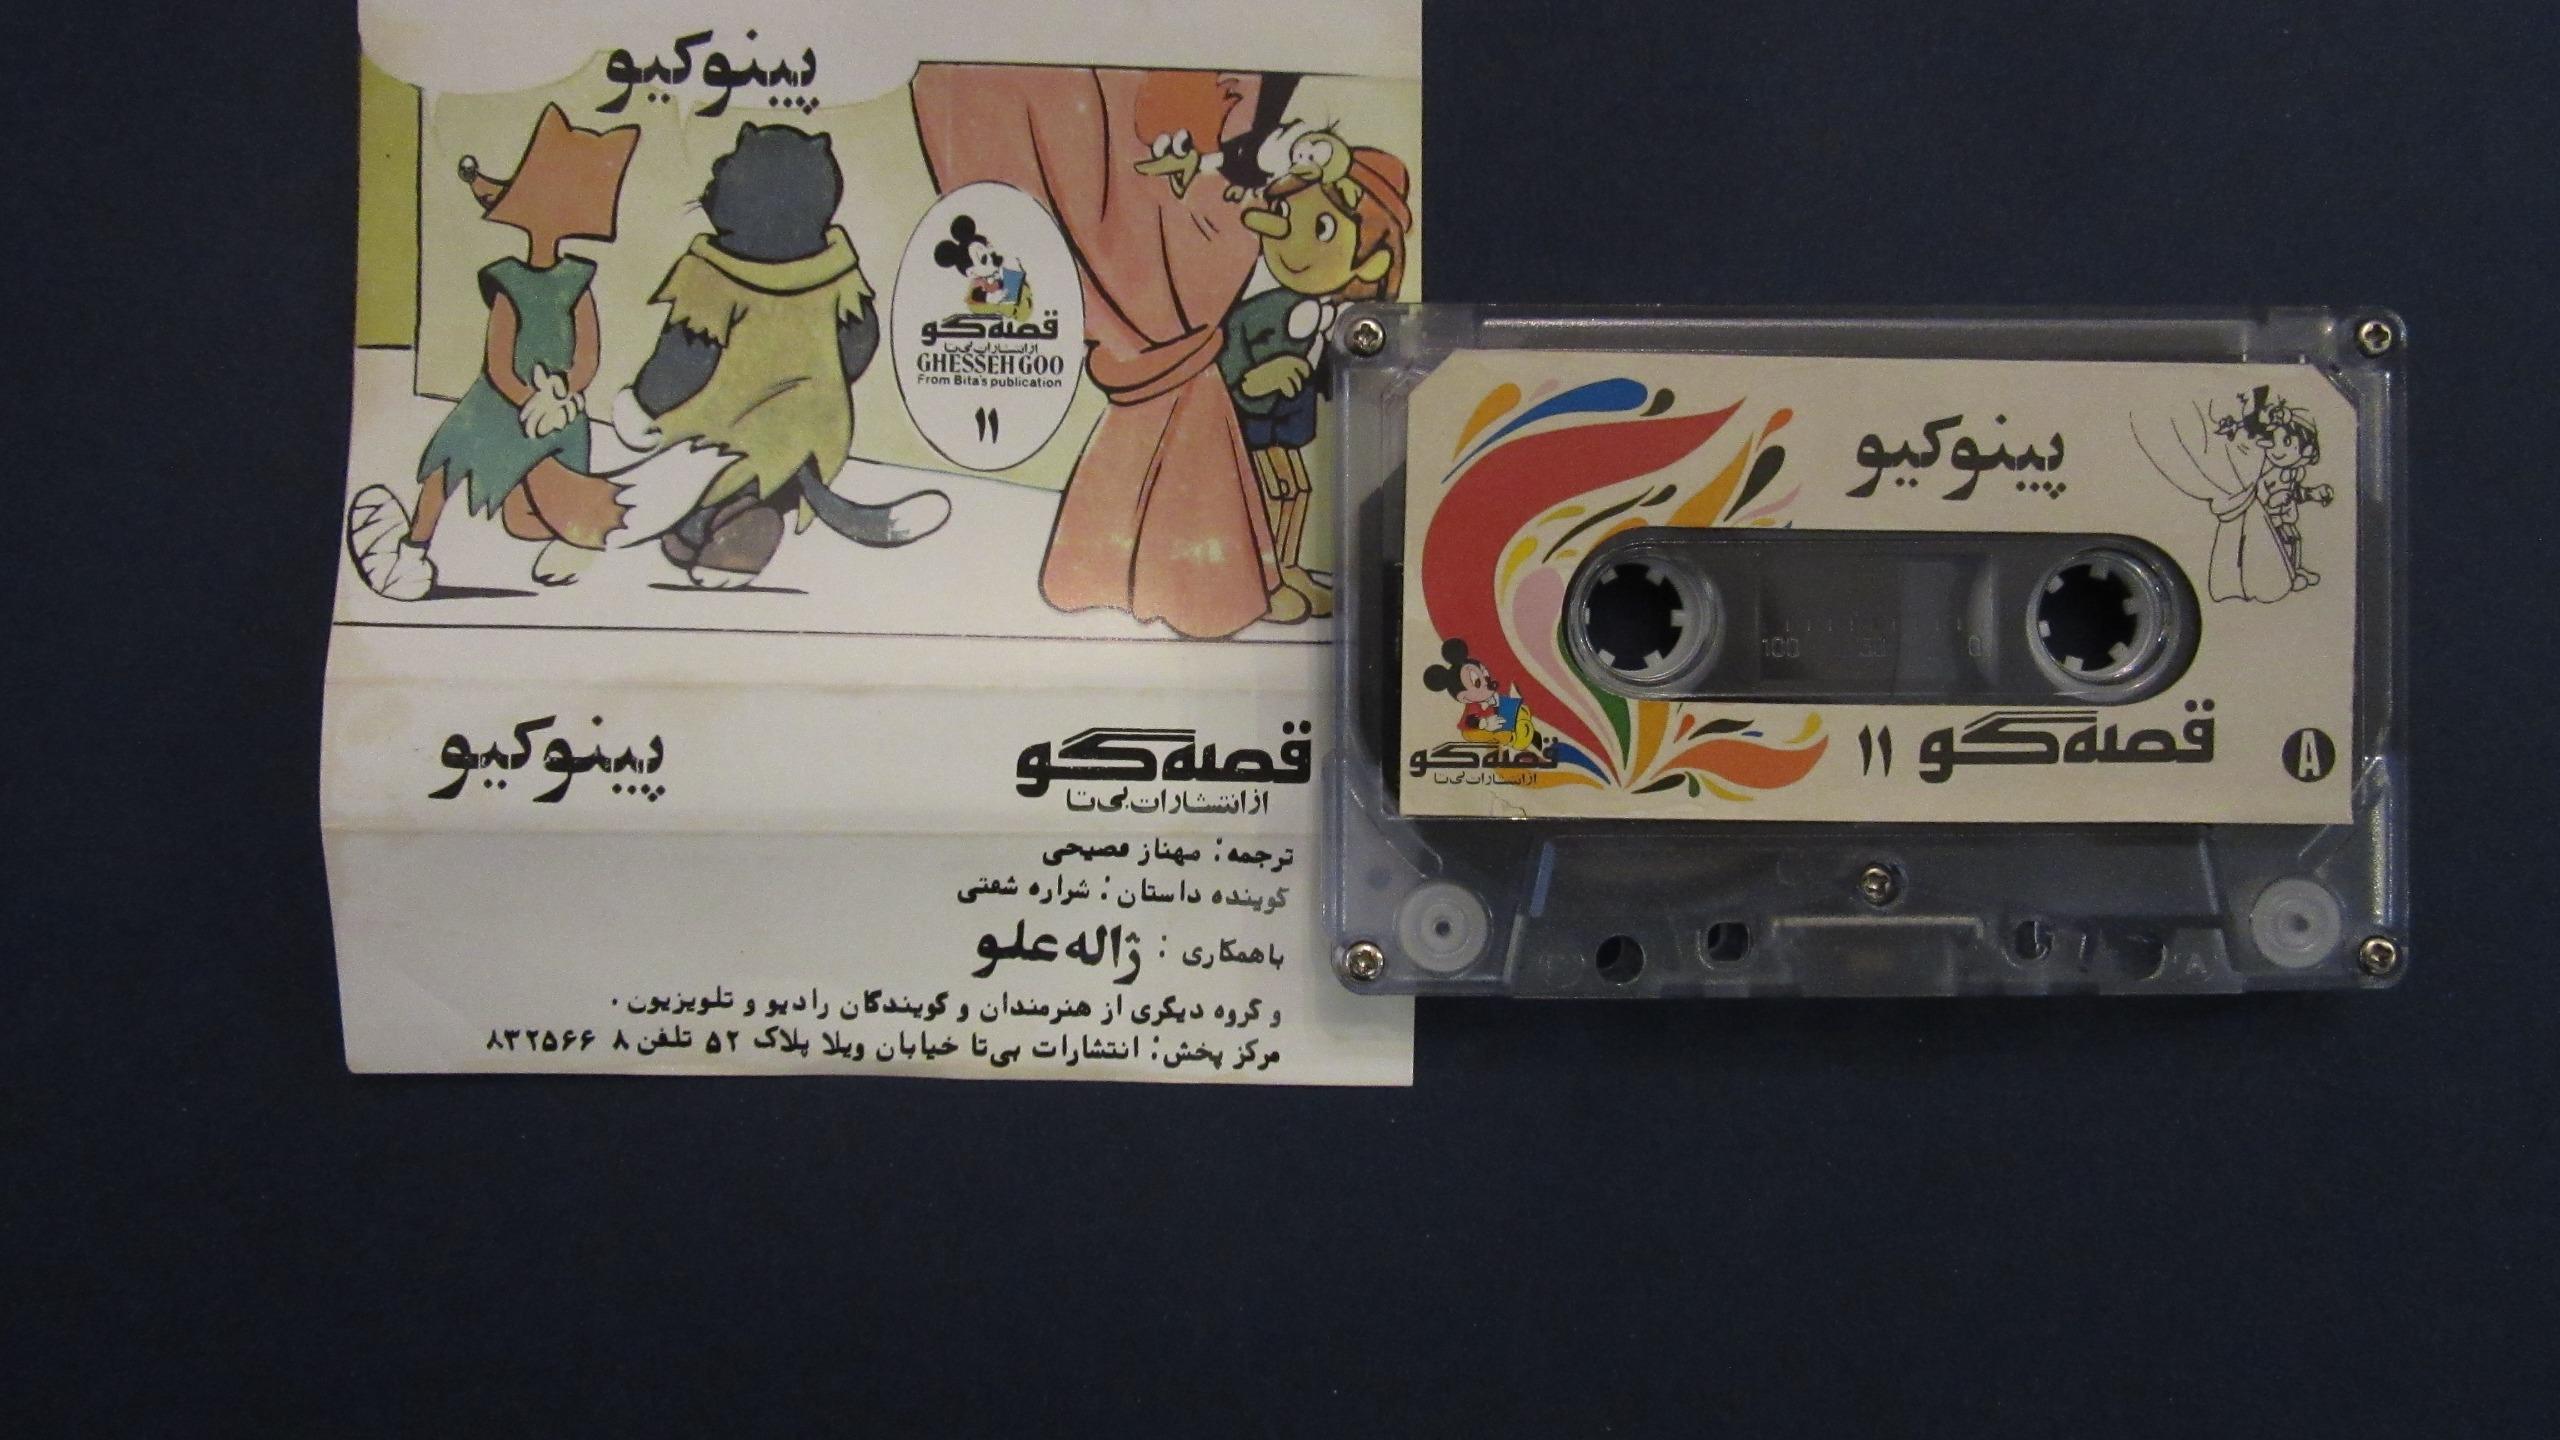 پینوکیو
قصه‌گو
از انتشارات بی‌تا
GHESSEH GOO
From Bita's publication
۱۱
پینوکیو
قصه‌گو
از انتشارات بی‌تا
ترجمه: مهناز فصیحی
گوینده داستان: شراره شفتی
باهمکاری: ژاله علو
و گروه دیگری از هنرمندان و گویندگان رادیو و تلویزیون.
مرکز پخش: انتشارات بی‌تا خیابان ویلا پلاک ۵۲ تلفن ۸ ۸۳۲۵۶۶
پینوکیو
100 50 0
قصه‌گو ۱۱
A
قصه‌گو
از انتشارات بی‌تا
A